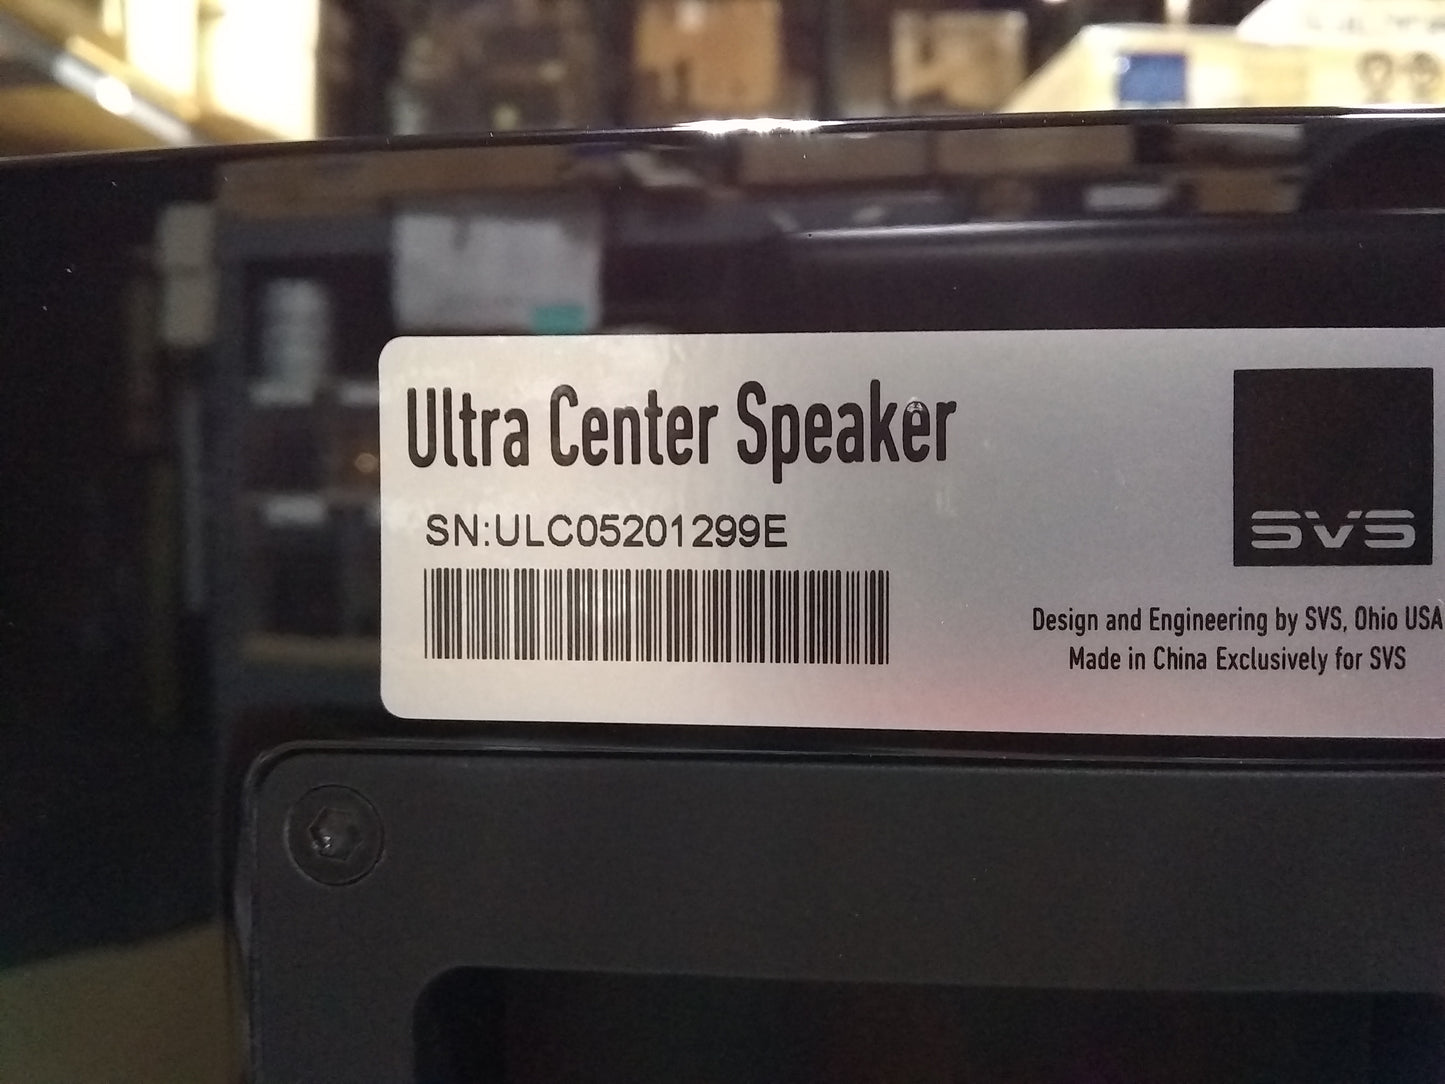 Ultra Center Speaker
SN:ULC05201299E
SVS
Design and Engineering by SVS, Ohio USA
Made in China Exclusively for SVS